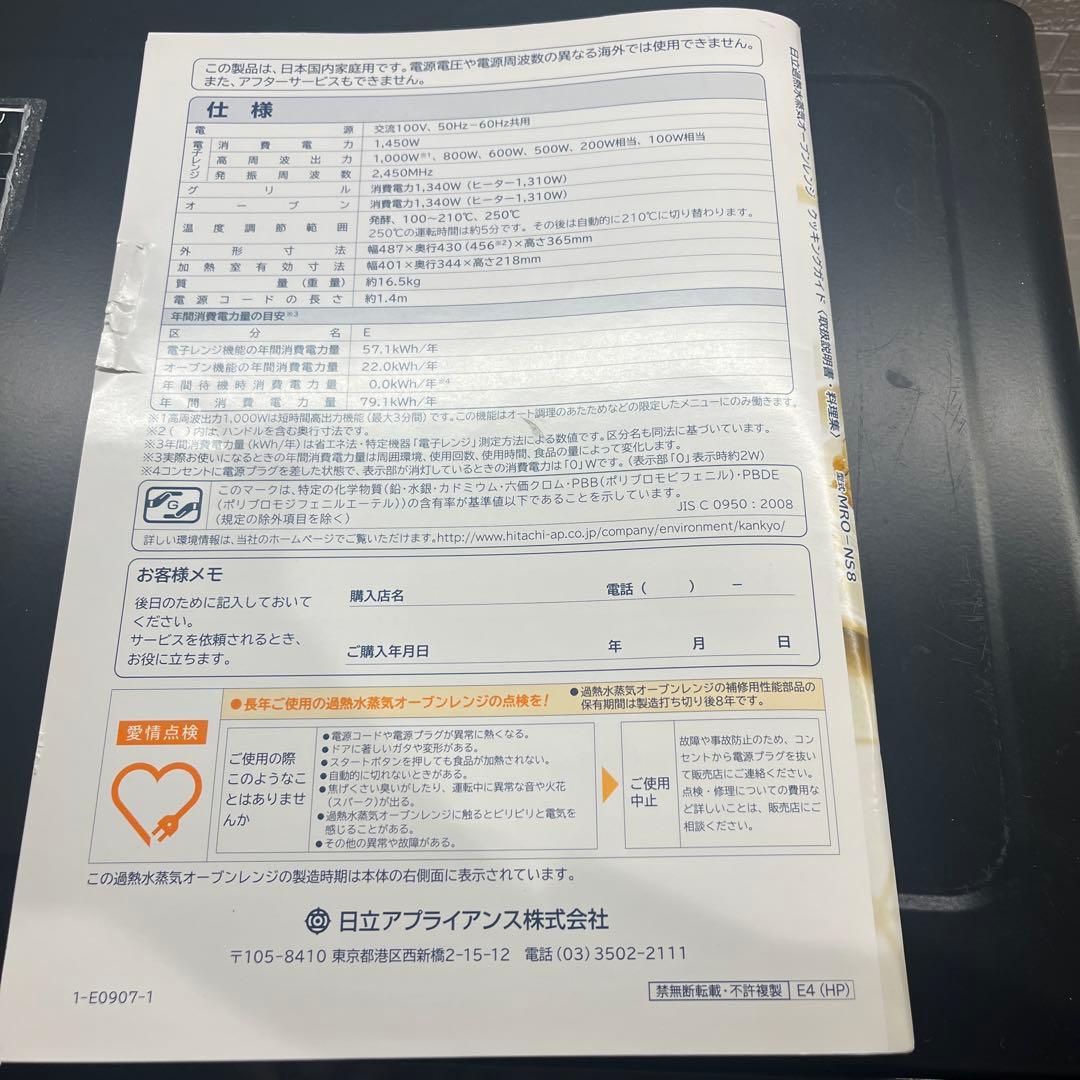 この製品は、日本国内家庭用です。電源電圧や電源周波数の異なる海外では使用できません。
また、アフターサービスもできません。
仕様
電源 交流100V、50Hz－60Hz共用
電子レンジ 消費電力 1,450W
高周波出力 1,000W※1、800W、600W、500W、200W相当、100W相当
発振周波数 2,450MHz
グリル 消費電力1,340W（ヒーター1,310W）
オーブン 消費電力1,340W（ヒーター1,310W）
温度調節範囲 発酵、100～210℃、250℃
250℃の運転時間は約5分です。その後は自動的に210℃に切り替わります。
外形寸法 幅487×奥行430（456※2）×高さ365mm
加熱室有効寸法 幅401×奥行344×高さ218mm
質量（重量） 約16.5kg
電源コードの長さ 約1.4m
年間消費電力量の目安※3
区分名 E
電子レンジ機能の年間消費電力量 57.1kWh/年
オーブン機能の年間消費電力量 22.0kWh/年
年間待機時消費電力量 0.0kWh/年※4
年間消費電力量 79.1kWh/年
※1高周波出力1,000Wは短時間高出力機能（最大3分間）です。この機能はオート調理のあたためなどの限定したメニューにのみ働きます。
※2（ ）内は、ハンドルを含む奥行寸法です。
※3年間消費電力量（kWh/年）は省エネ法・特定機器「電子レンジ」測定方法による数値です。区分名も同法に基づいています。
※3実際お使いになるときの年間消費電力量は周囲環境、使用回数、使用時間、食品の量によって変化します。
※4コンセントに電源プラグを差した状態で、表示部が消灯しているときの消費電力は「0」Wです。（表示部「0」表示時約2W）
G
このマークは、特定の化学物質（鉛・水銀・カドミウム・六価クロム・PBB（ポリブロモビフェニル）・PBDE
（ポリブロモジフェニルエーテル））の含有率が基準値以下であることを示しています。
（規定の除外項目を除く） JIS C 0950：2008
詳しい環境情報は、当社のホームページでご覧いただけます。http://www.hitachi-ap.co.jp/company/environment/kankyo/
お客様メモ
後日のために記入しておいて
ください。
サービスを依頼されるとき、
お役に立ちます。
購入店名 電話（ ） －
ご購入年月日 年 月 日
愛情点検
●長年ご使用の過熱水蒸気オーブンレンジの点検を！
●過熱水蒸気オーブンレンジの補修用性能部品の
保有期間は製造打ち切り後8年です。
ご使用の際
このようなこ
とはありませ
んか
●電源コードや電源プラグが異常に熱くなる。
●ドアに著しいガタや変形がある。
●スタートボタンを押しても食品が加熱されない。
●自動的に切れないときがある。
●焦げくさい臭いがしたり、運転中に異常な音や火花
（スパーク）が出る。
●過熱水蒸気オーブンレンジに触るとビリビリと電気を
感じることがある。
●その他の異常や故障がある。
ご使用
中止
故障や事故防止のため、コン
セントから電源プラグを抜い
て販売店にご連絡ください。
点検・修理についての費用な
ど詳しいことは、販売店にご
相談ください。
この過熱水蒸気オーブンレンジの製造時期は本体の右側面に表示されています。
日立アプライアンス株式会社
〒105-8410 東京都港区西新橋2-15-12 電話（03）3502-2111
1-E0907-1
禁無断転載・不許複製 E4（HP）
日立過熱水蒸気オーブンレンジ クッキングガイド〈取扱説明書・料理集〉 型式MRO－NS8